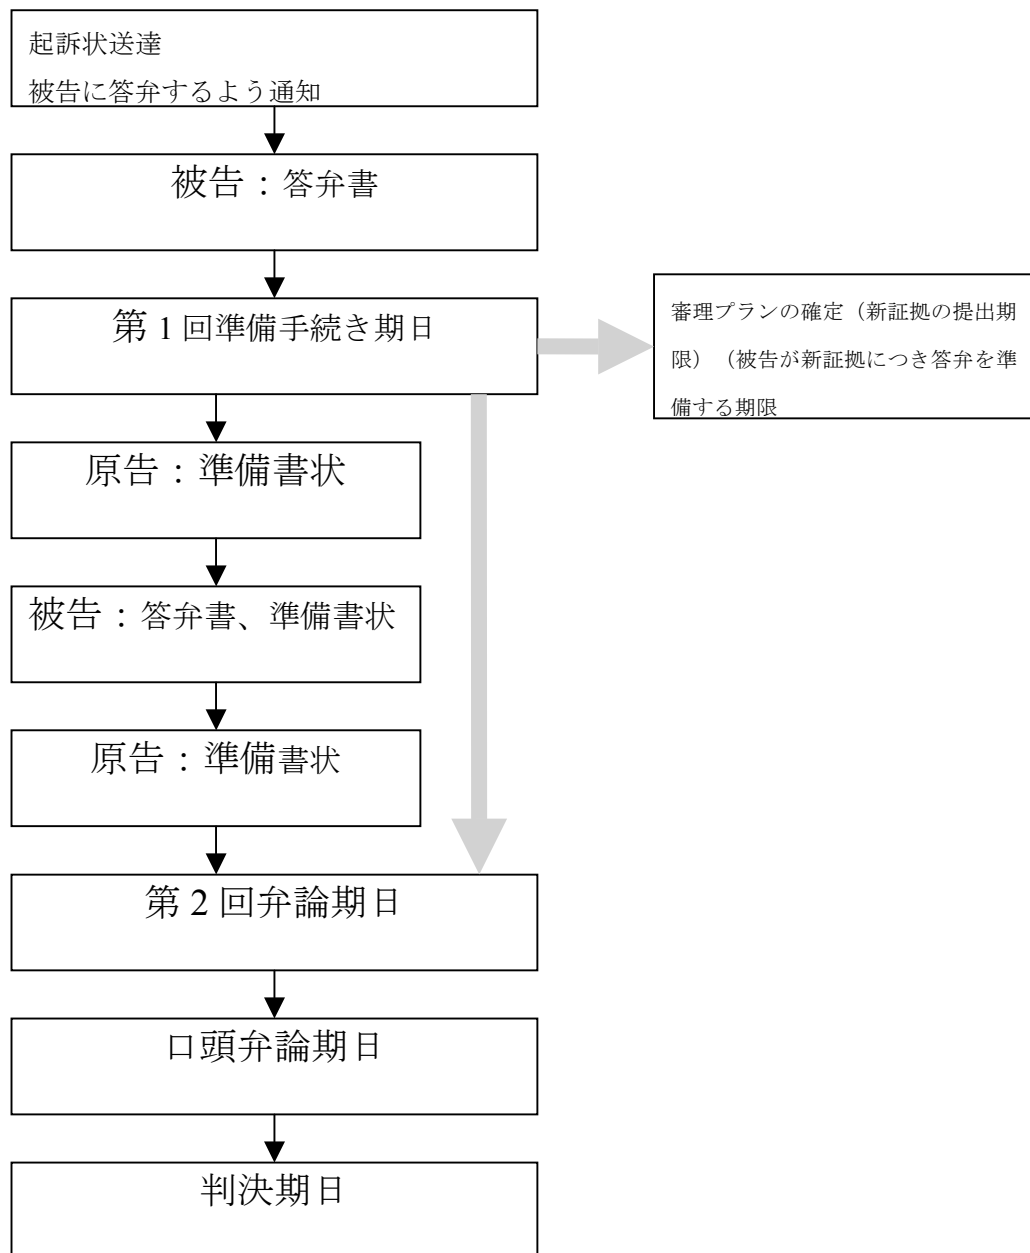 起訴状送達
被告に答弁するよう通知
被告：答弁書
第 1 回準備手続き期日
審理プランの確定（新証拠の提出期
限）（被告が新証拠につき答弁を準
備する期限
原告：準備書状
被告：答弁書、準備書状
原告：準備書状
第 2 回弁論期日
口頭弁論期日
判決期日